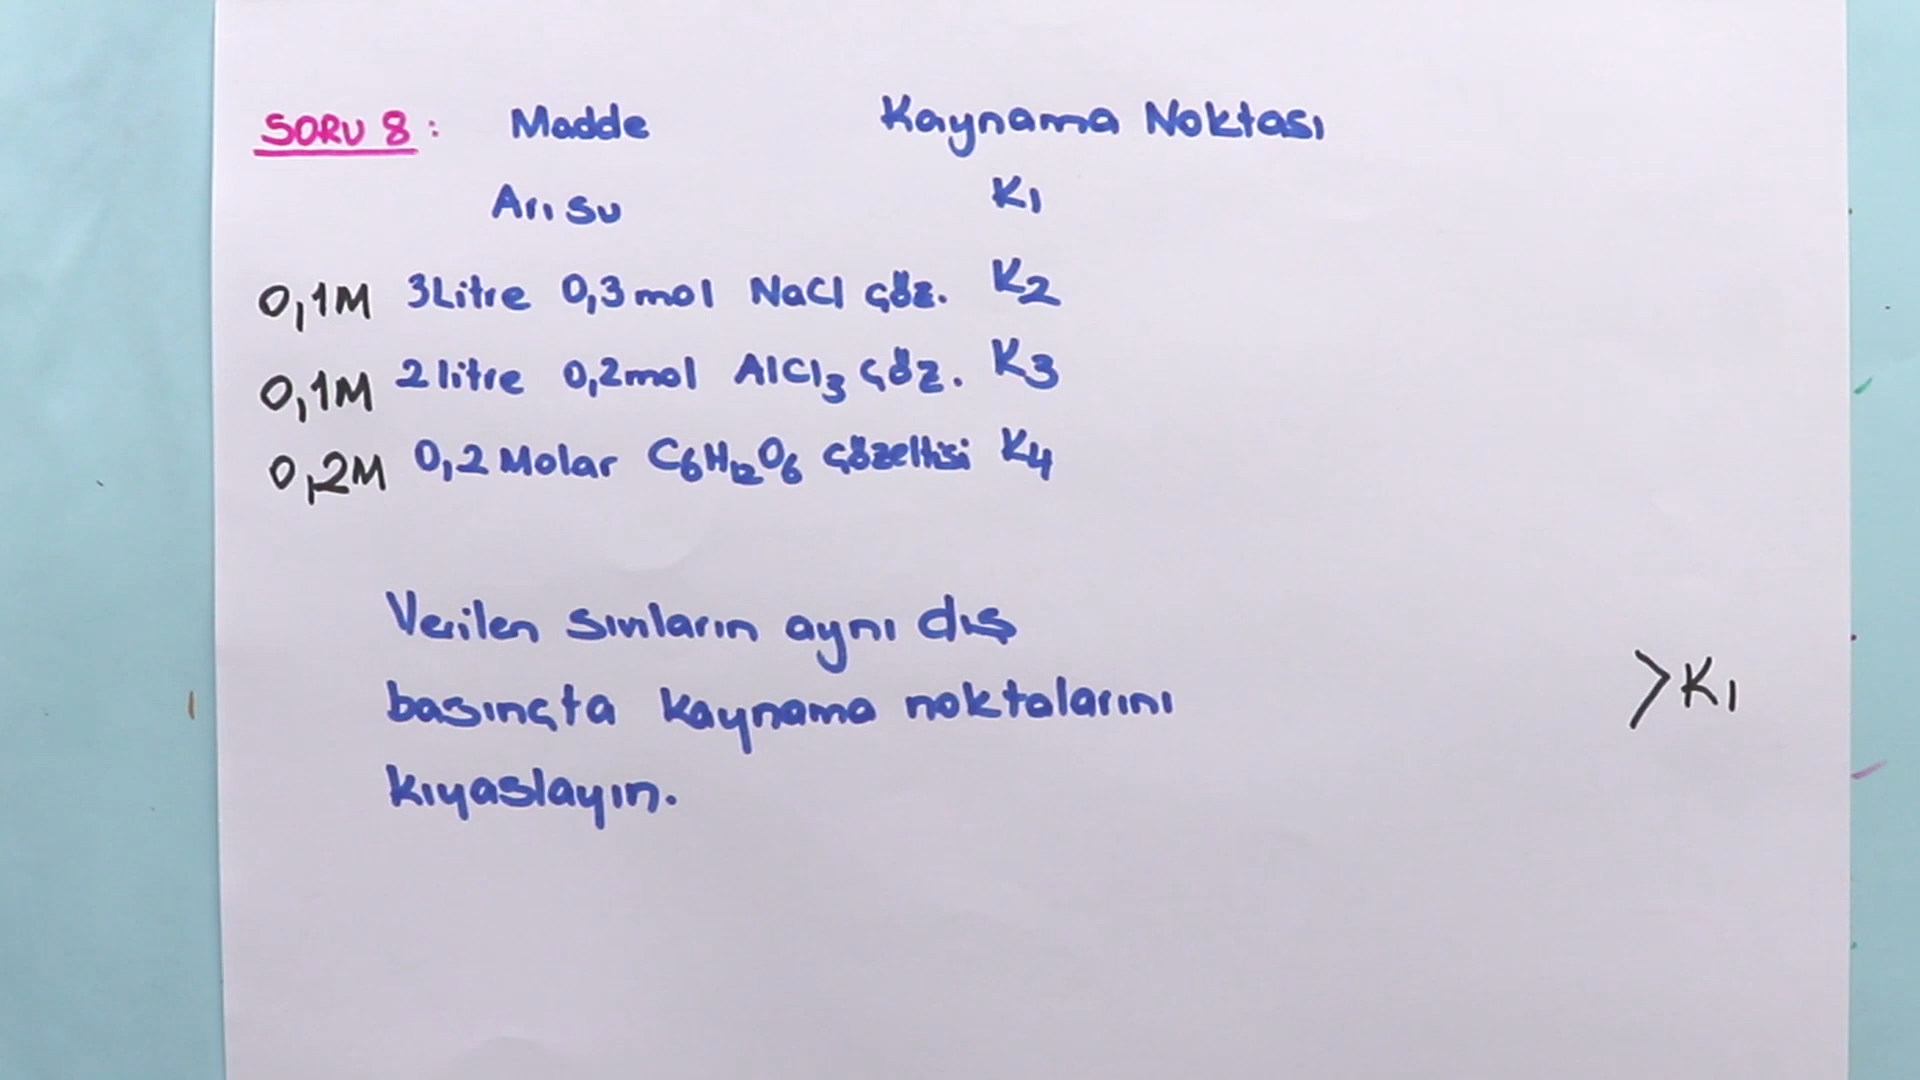 SORU 8 : Madde Kaynama Noktası
Arı su K1
0,1M 3Litre 0,3mol NaCl çöz. K2
0,1M 2litre 0,2mol AlCl3 çöz. K3
0,2M 0,2 Molar C6H12O6 çözeltisi K4
Verilen sıvıların aynı dış
basınçta kaynama noktalarını
>K1
kıyaslayın.